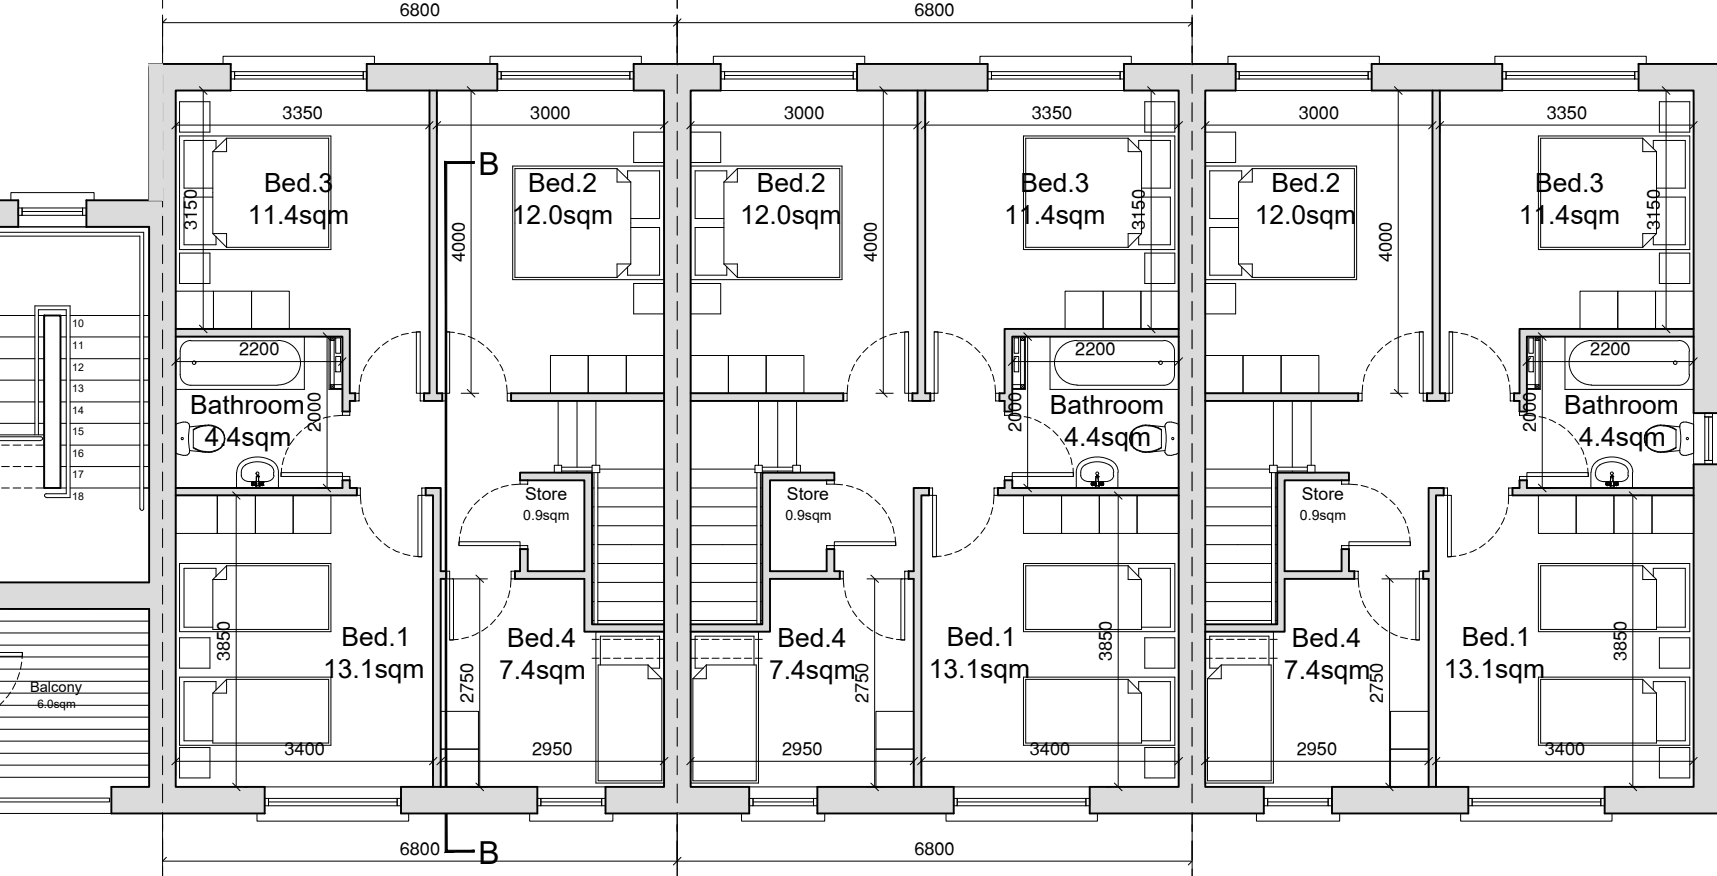 6800 6800
3350 3000 3000 3350 3000 3350
B
Bed.3 Bed.2 Bed.2 Bed.3 Bed.2 Bed.3
11.4sqm 12.0sqm 12.0sqm 11.4sqm 12.0sqm 11.4sqm
3150 4000 4000 3150 4000 3150
10
11
12
13
14
15
16
17
18
2200 2200 2200
Bathroom Bathroom Bathroom
4.4sqm 4.4sqm 4.4sqm
2000 2000 2000
Store Store Store
0.9sqm 0.9sqm 0.9sqm
Bed.1 Bed.4 Bed.4 Bed.1 Bed.4 Bed.1
13.1sqm 7.4sqm 7.4sqm 13.1sqm 7.4sqm 13.1sqm
3850 2750 2750 3850 2750 3850
Balcony
6.0sqm
3400 2950 2950 3400 2950 3400
6800 B 6800